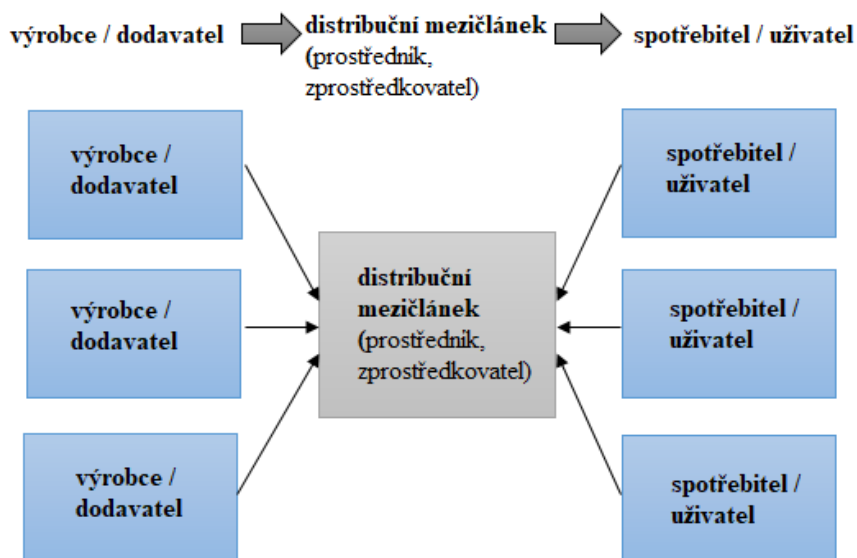 výrobce / dodavatel
distribuční mezičlánek
(prostředník,
zprostředkovatel)
spotřebitel / uživatel
výrobce /
dodavatel
spotřebitel /
uživatel
distribuční
mezičlánek
(prostředník,
zprostředkovatel)
výrobce /
dodavatel
spotřebitel /
uživatel
výrobce /
dodavatel
spotřebitel /
uživatel